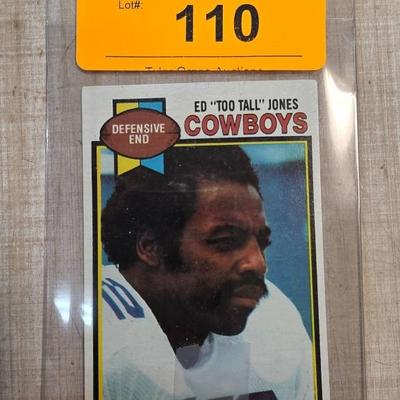 Lot#:
110
ED "TOO TALL" JONES
COWBOYS
DEFENSIVE
END